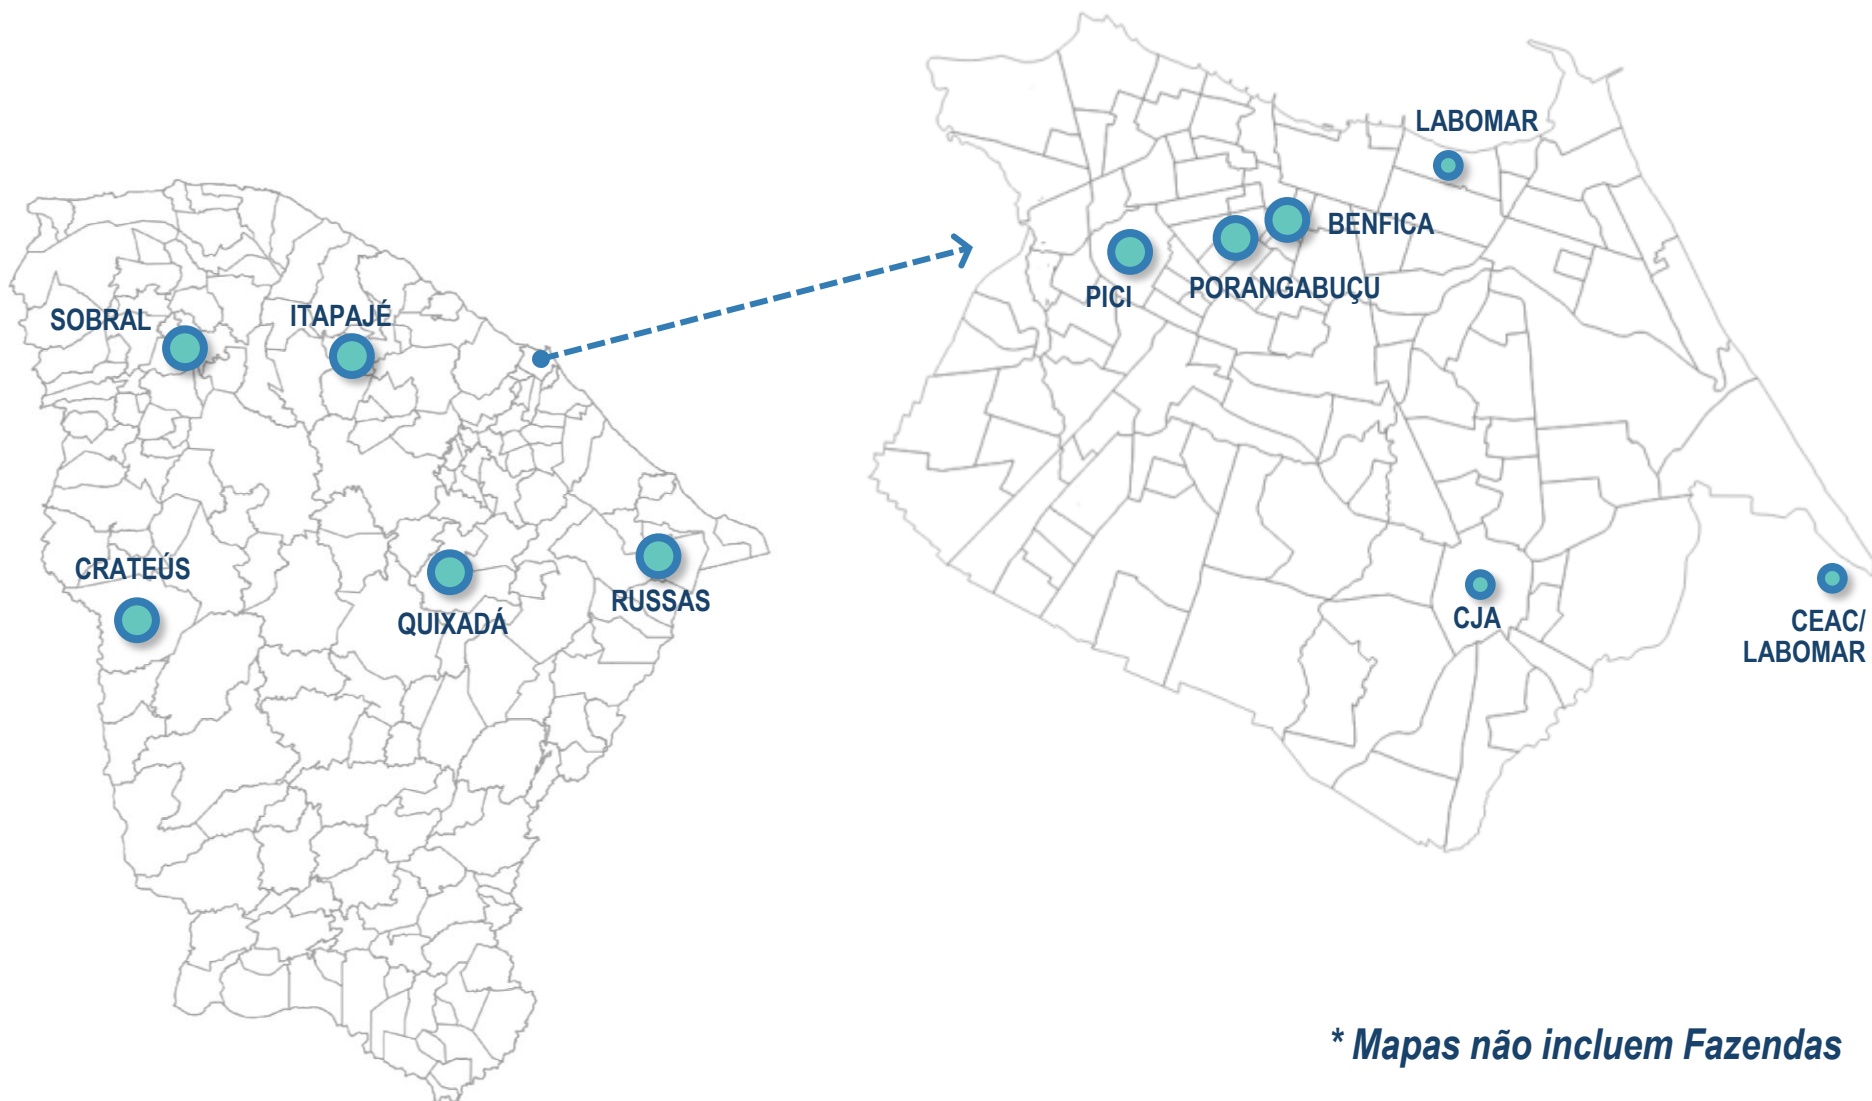 SOBRAL
ITAPAJÉ
CRATEÚS
QUIXADÁ
RUSSAS
LABOMAR
BENFICA
PORANGABUÇU
PICI
CJA
CEAC/
LABOMAR
* Mapas não incluem Fazendas